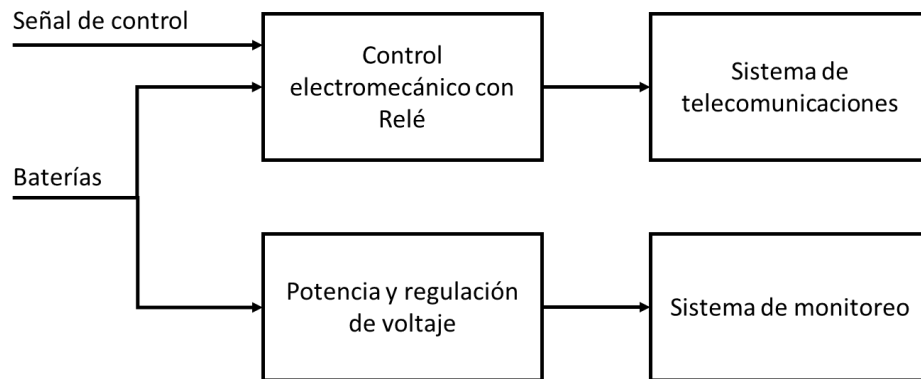 Señal de control
Control
electromecánico con
Relé
Sistema de
telecomunicaciones
Baterías
Potencia y regulación
de voltaje
Sistema de monitoreo